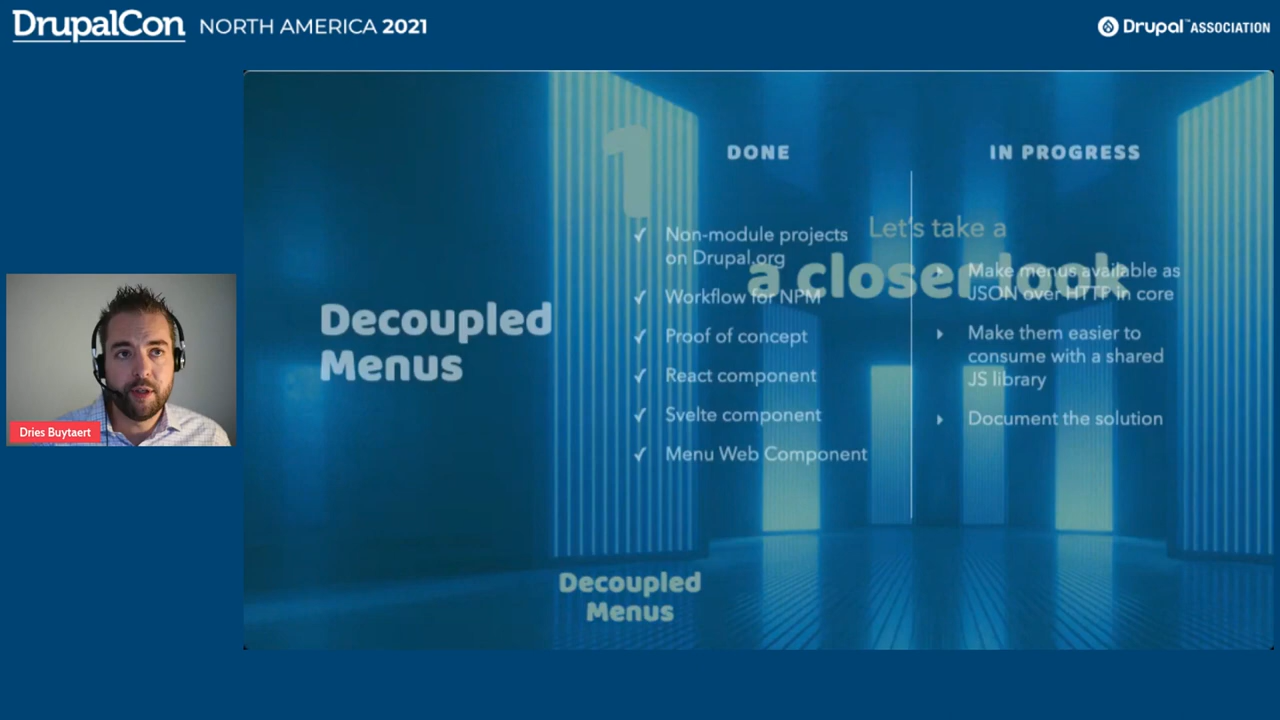 DrupalCon NORTH AMERICA 2021
Drupal™ ASSOCIATION
Dries Buytaert
Decoupled
Menus
1
DONE
✓ Non-module projects
on Drupal.org
✓ Workflow for NPM
✓ Proof of concept
✓ React component
✓ Svelte component
✓ Menu Web Component
IN PROGRESS
Make menus available as
JSON over HTTP in core
Make them easier to
consume with a shared
JS library
Document the solution
Let's take a
a closer look
Decoupled
Menus